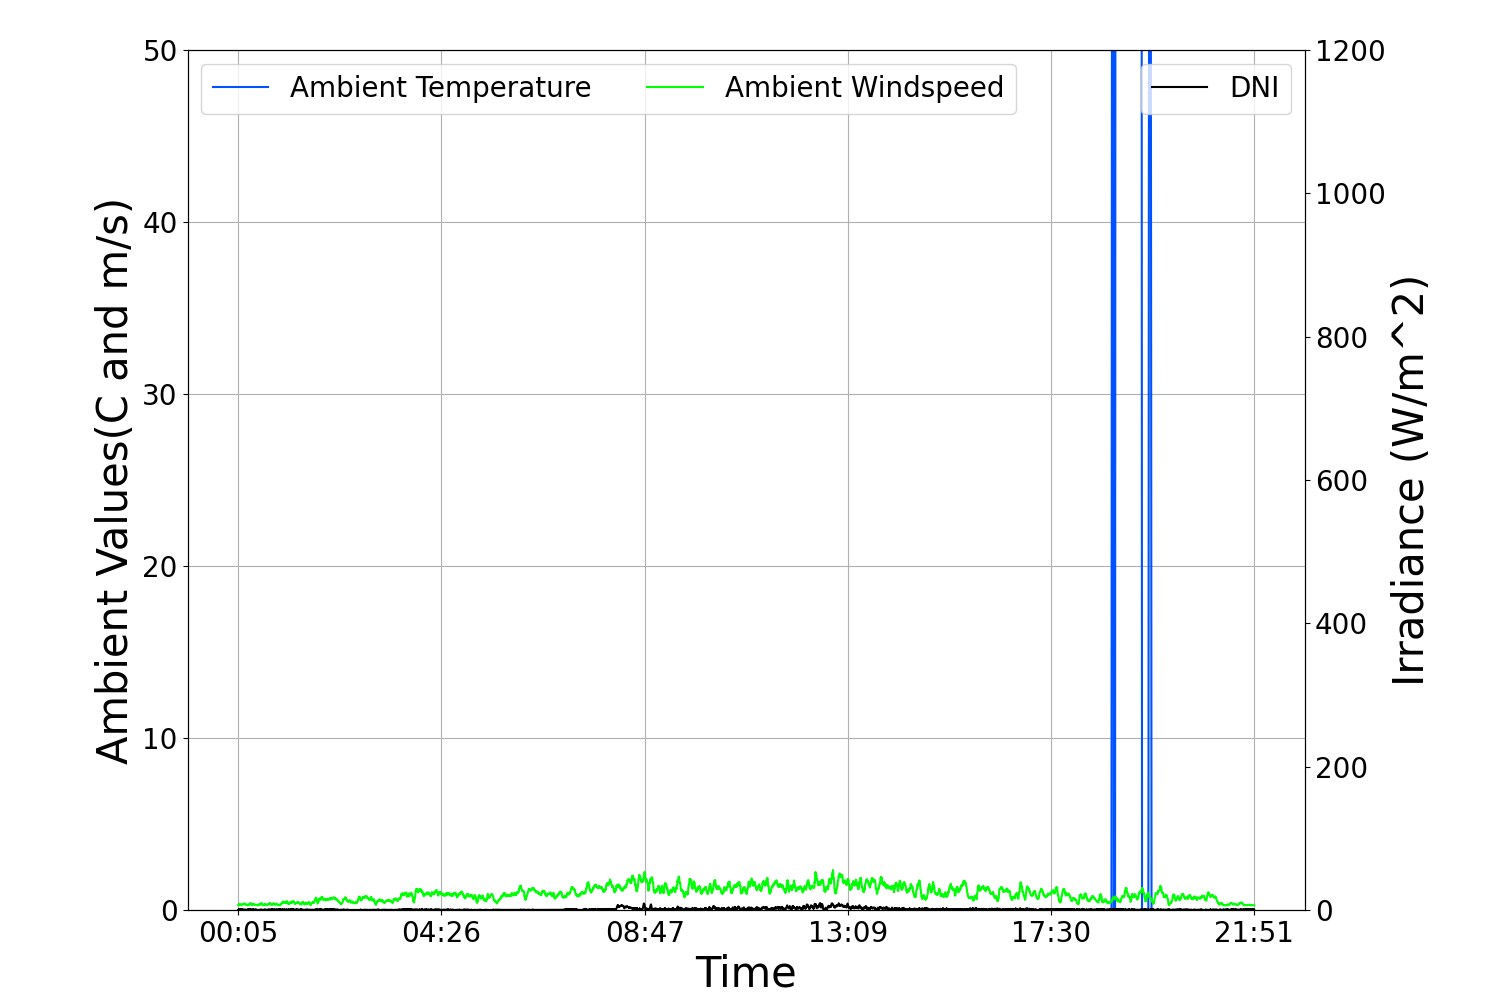 50
40
30
20
10
0
Ambient Values(C and m/s)
Ambient Temperature
Ambient Windspeed
DNI
1200
1000
800
600
400
200
0
Irradiance (W/m^2)
00:05 04:26 08:47 13:09 17:30 21:51
Time